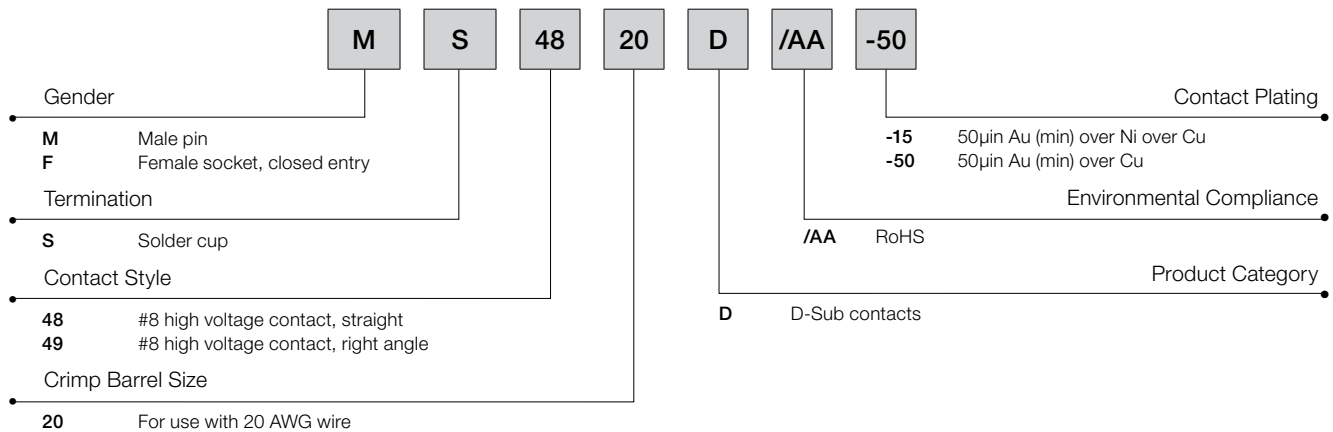 M S 48 20 D /AA -50
Gender
M Male pin
F Female socket, closed entry
Termination
S Solder cup
Contact Style
48 #8 high voltage contact, straight
49 #8 high voltage contact, right angle
Crimp Barrel Size
20 For use with 20 AWG wire
Contact Plating
-15 50µin Au (min) over Ni over Cu
-50 50µin Au (min) over Cu
Environmental Compliance
/AA RoHS
Product Category
D D-Sub contacts